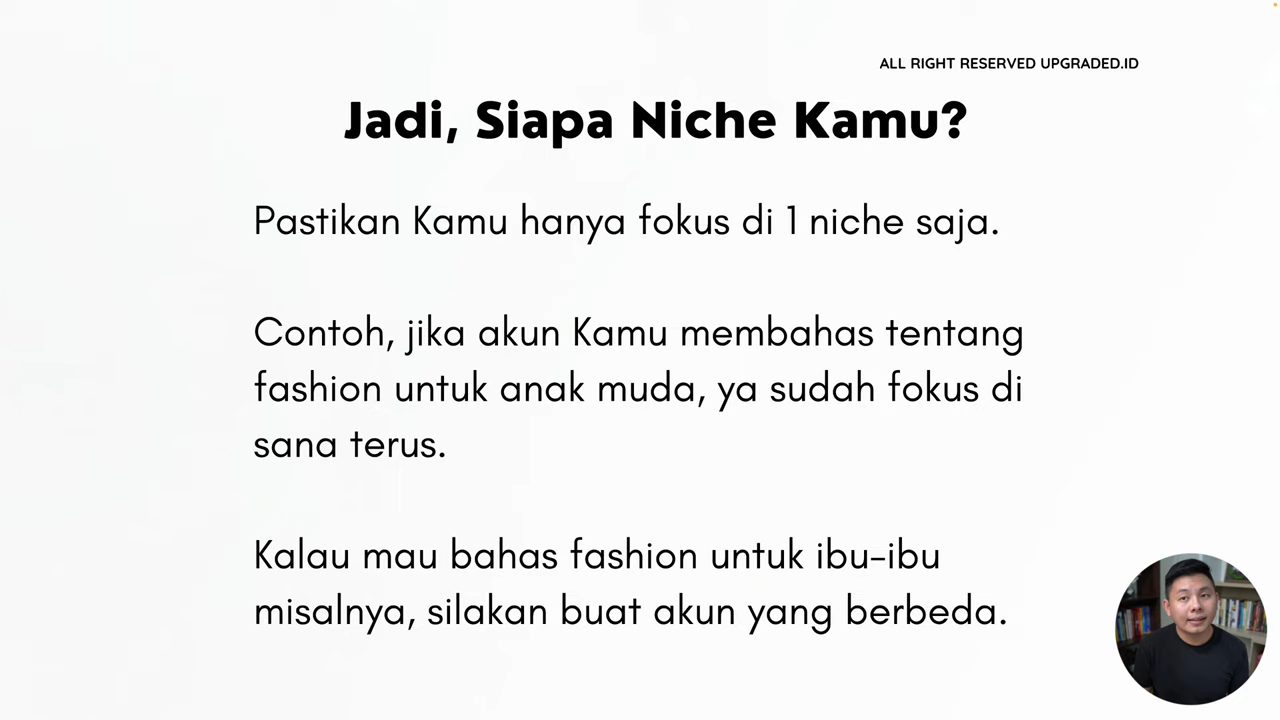 ALL RIGHT RESERVED UPGRADED.ID
Jadi, Siapa Niche Kamu?
Pastikan Kamu hanya fokus di 1 niche saja.
Contoh, jika akun Kamu membahas tentang
fashion untuk anak muda, ya sudah fokus di
sana terus.
Kalau mau bahas fashion untuk ibu-ibu
misalnya, silakan buat akun yang berbeda.